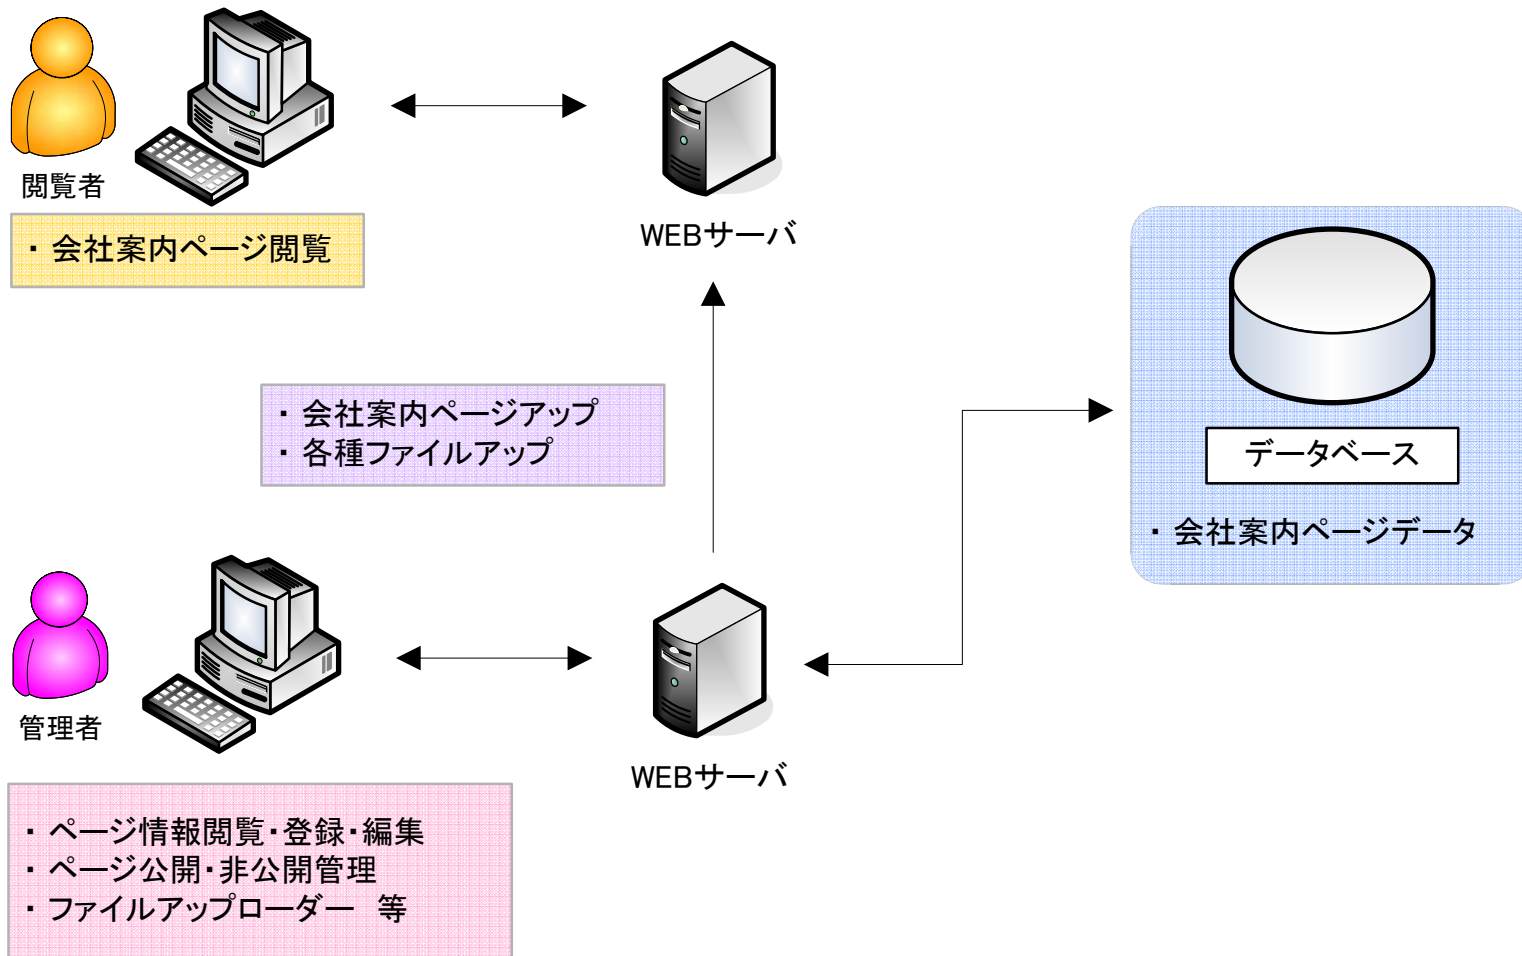 閲覧者
・ 会社案内ページ閲覧
WEBサーバ
・ 会社案内ページアップ
・ 各種ファイルアップ
データベース
・ 会社案内ページデータ
管理者
WEBサーバ
・ ページ情報閲覧・登録・編集
・ ページ公開・非公開管理
・ ファイルアップローダー 等